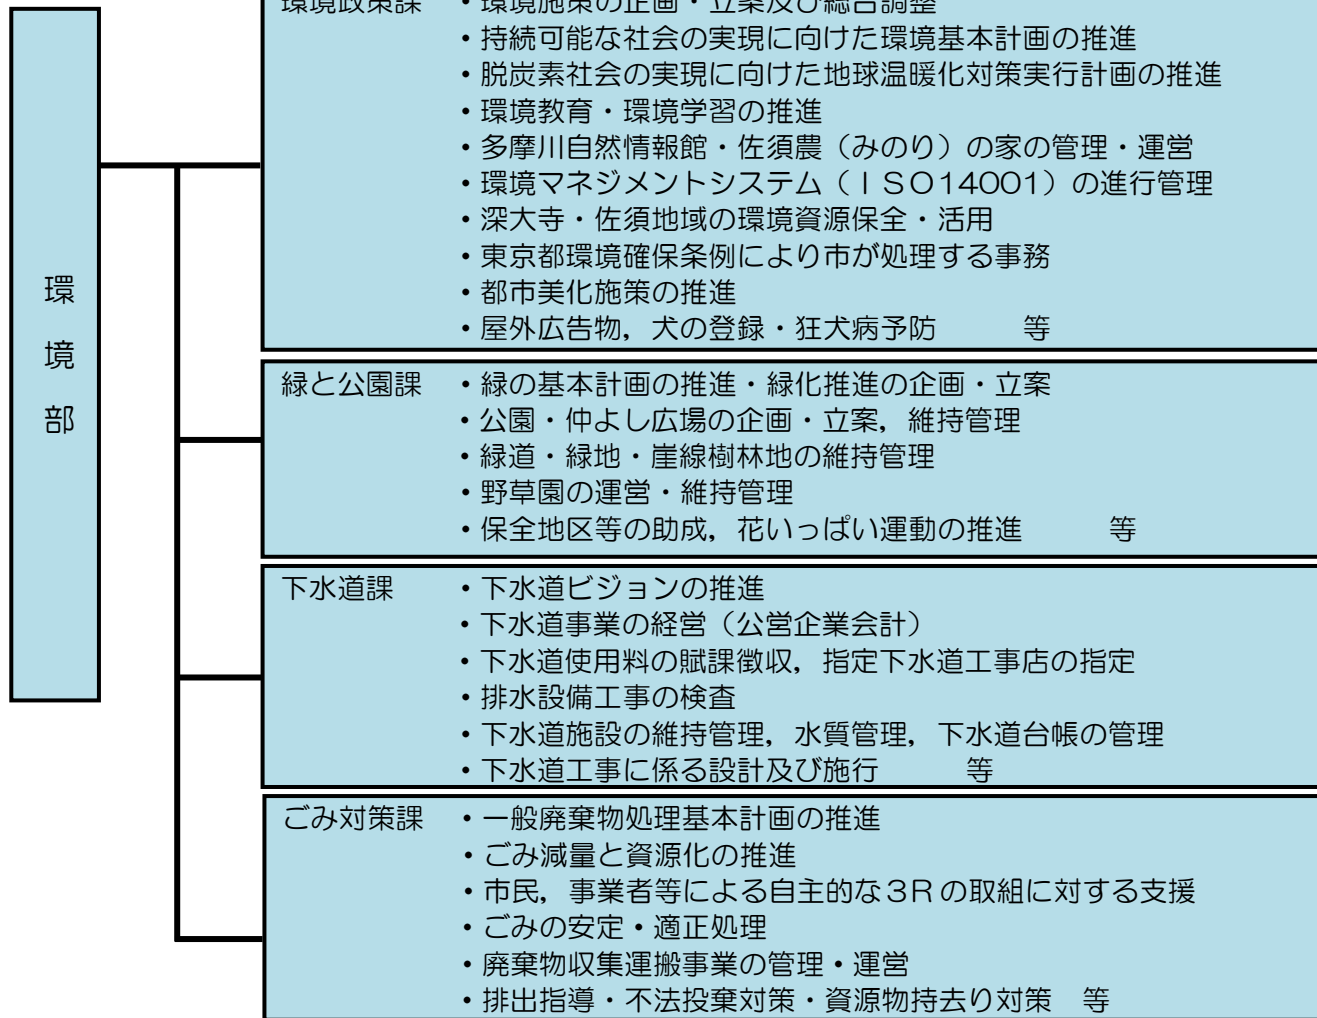 環境部
環境政策課 ・環境施策の企画・立案及び総合調整
・持続可能な社会の実現に向けた環境基本計画の推進
・脱炭素社会の実現に向けた地球温暖化対策実行計画の推進
・環境教育・環境学習の推進
・多摩川自然情報館・佐須農（みのり）の家の管理・運営
・環境マネジメントシステム（ＩＳＯ14001）の進行管理
・深大寺・佐須地域の環境資源保全・活用
・東京都環境確保条例により市が処理する事務
・都市美化施策の推進
・屋外広告物，犬の登録・狂犬病予防　　　等
緑と公園課 ・緑の基本計画の推進・緑化推進の企画・立案
・公園・仲よし広場の企画・立案，維持管理
・緑道・緑地・崖線樹林地の維持管理
・野草園の運営・維持管理
・保全地区等の助成，花いっぱい運動の推進　　　等
下水道課 ・下水道ビジョンの推進
・下水道事業の経営（公営企業会計）
・下水道使用料の賦課徴収，指定下水道工事店の指定
・排水設備工事の検査
・下水道施設の維持管理，水質管理，下水道台帳の管理
・下水道工事に係る設計及び施行　　　等
ごみ対策課 ・一般廃棄物処理基本計画の推進
・ごみ減量と資源化の推進
・市民，事業者等による自主的な３Ｒの取組に対する支援
・ごみの安定・適正処理
・廃棄物収集運搬事業の管理・運営
・排出指導・不法投棄対策・資源物持去り対策　等